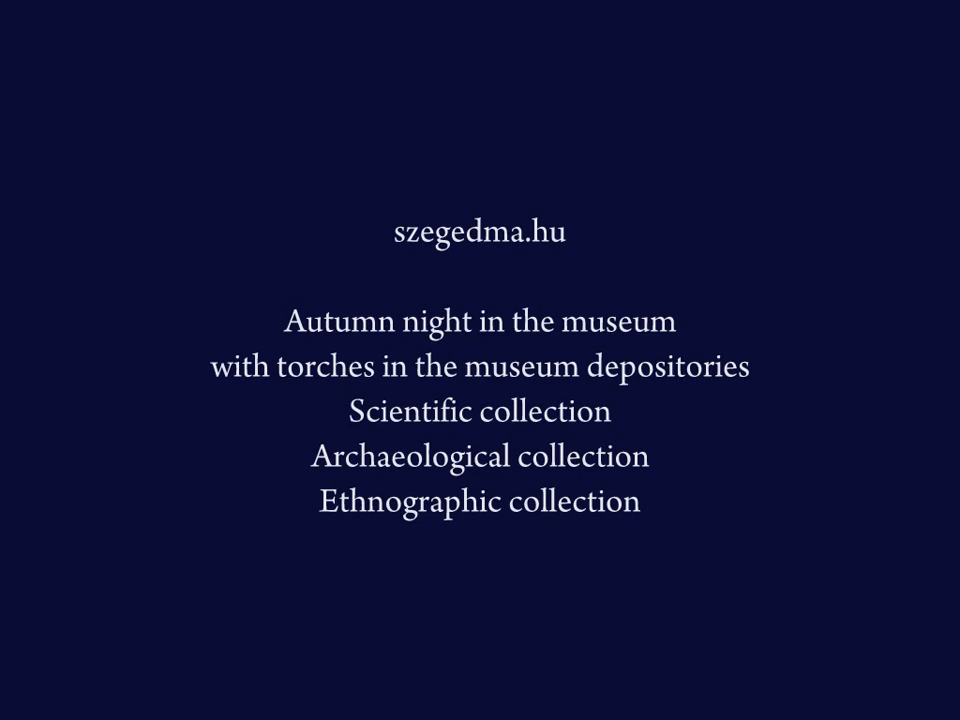 szegedma.hu
Autumn night in the museum
with torches in the museum depositories
Scientific collection
Archaeological collection
Ethnographic collection